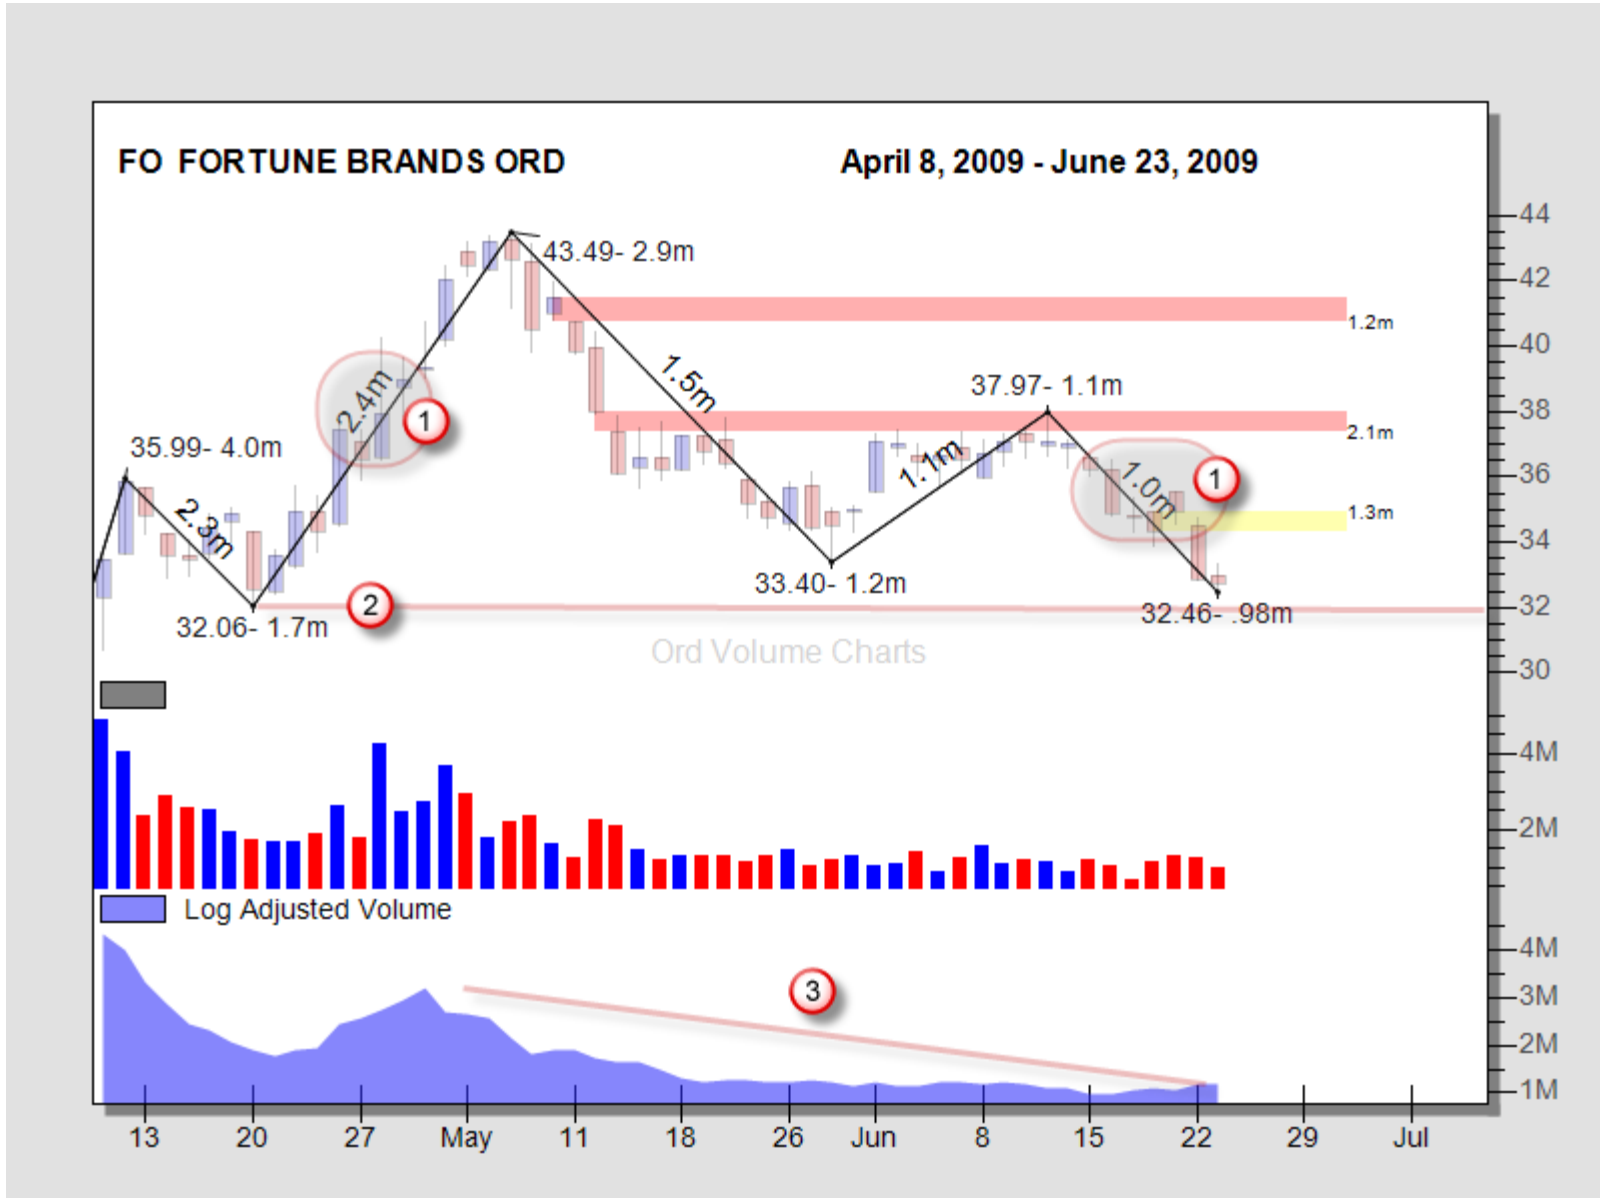 FO FORTUNE BRANDS ORD
April 8, 2009 - June 23, 2009
44
43.49- 2.9m
42
1.2m
40
1.5m
37.97- 1.1m
2.4m
38
1
2.1m
35.99- 4.0m
1.1m
1.0m
1
36
2.3m
1.3m
34
33.40- 1.2m
2
32
32.46- .98m
32.06- 1.7m
Ord Volume Charts
30
4M
2M
Log Adjusted Volume
4M
3
3M
2M
1M
13 20 27 May 11 18 26 Jun 8 15 22 29 Jul